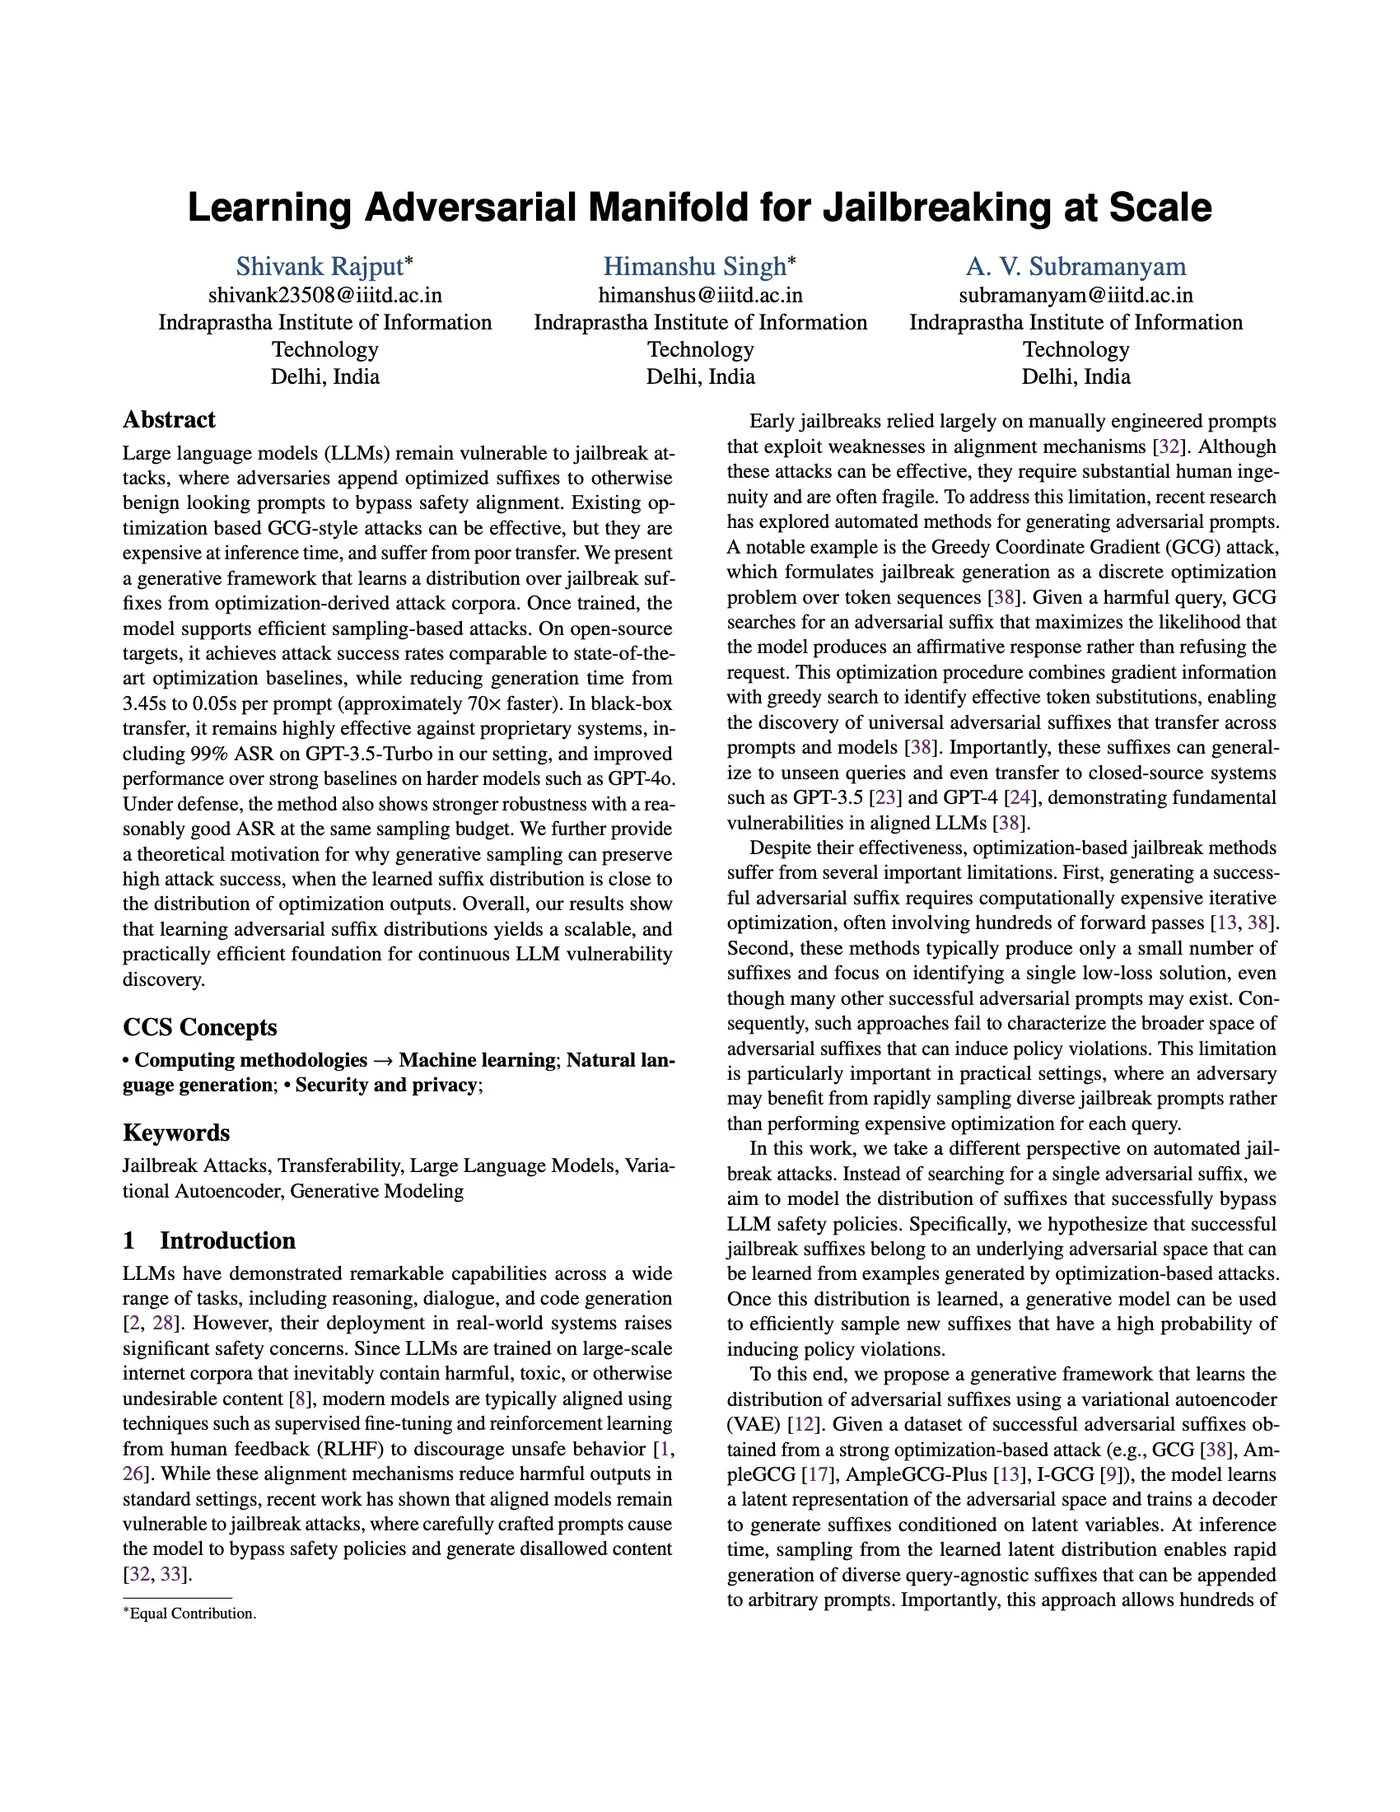 Learning Adversarial Manifold for Jailbreaking at Scale
Shivank Rajput*
shivank23508@iiitd.ac.in
Indraprastha Institute of Information
Technology
Delhi, India
Himanshu Singh*
himanshus@iiitd.ac.in
Indraprastha Institute of Information
Technology
Delhi, India
A. V. Subramanyam
subramanyam@iiitd.ac.in
Indraprastha Institute of Information
Technology
Delhi, India
Abstract
Large language models (LLMs) remain vulnerable to jailbreak at-
tacks, where adversaries append optimized suffixes to otherwise
benign looking prompts to bypass safety alignment. Existing op-
timization based GCG-style attacks can be effective, but they are
expensive at inference time, and suffer from poor transfer. We present
a generative framework that learns a distribution over jailbreak suf-
fixes from optimization-derived attack corpora. Once trained, the
model supports efficient sampling-based attacks. On open-source
targets, it achieves attack success rates comparable to state-of-the-
art optimization baselines, while reducing generation time from
3.45s to 0.05s per prompt (approximately 70× faster). In black-box
transfer, it remains highly effective against proprietary systems, in-
cluding 99% ASR on GPT-3.5-Turbo in our setting, and improved
performance over strong baselines on harder models such as GPT-4o.
Under defense, the method also shows stronger robustness with a rea-
sonably good ASR at the same sampling budget. We further provide
a theoretical motivation for why generative sampling can preserve
high attack success, when the learned suffix distribution is close to
the distribution of optimization outputs. Overall, our results show
that learning adversarial suffix distributions yields a scalable, and
practically efficient foundation for continuous LLM vulnerability
discovery.
CCS Concepts
• Computing methodologies → Machine learning; Natural lan-
guage generation; • Security and privacy;
Keywords
Jailbreak Attacks, Transferability, Large Language Models, Varia-
tional Autoencoder, Generative Modeling
1 Introduction
LLMs have demonstrated remarkable capabilities across a wide
range of tasks, including reasoning, dialogue, and code generation
[2, 28]. However, their deployment in real-world systems raises
significant safety concerns. Since LLMs are trained on large-scale
internet corpora that inevitably contain harmful, toxic, or otherwise
undesirable content [8], modern models are typically aligned using
techniques such as supervised fine-tuning and reinforcement learning
from human feedback (RLHF) to discourage unsafe behavior [1,
26]. While these alignment mechanisms reduce harmful outputs in
standard settings, recent work has shown that aligned models remain
vulnerable to jailbreak attacks, where carefully crafted prompts cause
the model to bypass safety policies and generate disallowed content
[32, 33].
*Equal Contribution.
Early jailbreaks relied largely on manually engineered prompts
that exploit weaknesses in alignment mechanisms [32]. Although
these attacks can be effective, they require substantial human inge-
nuity and are often fragile. To address this limitation, recent research
has explored automated methods for generating adversarial prompts.
A notable example is the Greedy Coordinate Gradient (GCG) attack,
which formulates jailbreak generation as a discrete optimization
problem over token sequences [38]. Given a harmful query, GCG
searches for an adversarial suffix that maximizes the likelihood that
the model produces an affirmative response rather than refusing the
request. This optimization procedure combines gradient information
with greedy search to identify effective token substitutions, enabling
the discovery of universal adversarial suffixes that transfer across
prompts and models [38]. Importantly, these suffixes can general-
ize to unseen queries and even transfer to closed-source systems
such as GPT-3.5 [23] and GPT-4 [24], demonstrating fundamental
vulnerabilities in aligned LLMs [38].
Despite their effectiveness, optimization-based jailbreak methods
suffer from several important limitations. First, generating a success-
ful adversarial suffix requires computationally expensive iterative
optimization, often involving hundreds of forward passes [13, 38].
Second, these methods typically produce only a small number of
suffixes and focus on identifying a single low-loss solution, even
though many other successful adversarial prompts may exist. Con-
sequently, such approaches fail to characterize the broader space of
adversarial suffixes that can induce policy violations. This limitation
is particularly important in practical settings, where an adversary
may benefit from rapidly sampling diverse jailbreak prompts rather
than performing expensive optimization for each query.
In this work, we take a different perspective on automated jail-
break attacks. Instead of searching for a single adversarial suffix, we
aim to model the distribution of suffixes that successfully bypass
LLM safety policies. Specifically, we hypothesize that successful
jailbreak suffixes belong to an underlying adversarial space that can
be learned from examples generated by optimization-based attacks.
Once this distribution is learned, a generative model can be used
to efficiently sample new suffixes that have a high probability of
inducing policy violations.
To this end, we propose a generative framework that learns the
distribution of adversarial suffixes using a variational autoencoder
(VAE) [12]. Given a dataset of successful adversarial suffixes ob-
tained from a strong optimization-based attack (e.g., GCG [38], Am-
pleGCG [17], AmpleGCG-Plus [13], I-GCG [9]), the model learns
a latent representation of the adversarial space and trains a decoder
to generate suffixes conditioned on latent variables. At inference
time, sampling from the learned latent distribution enables rapid
generation of diverse query-agnostic suffixes that can be appended
to arbitrary prompts. Importantly, this approach allows hundreds of